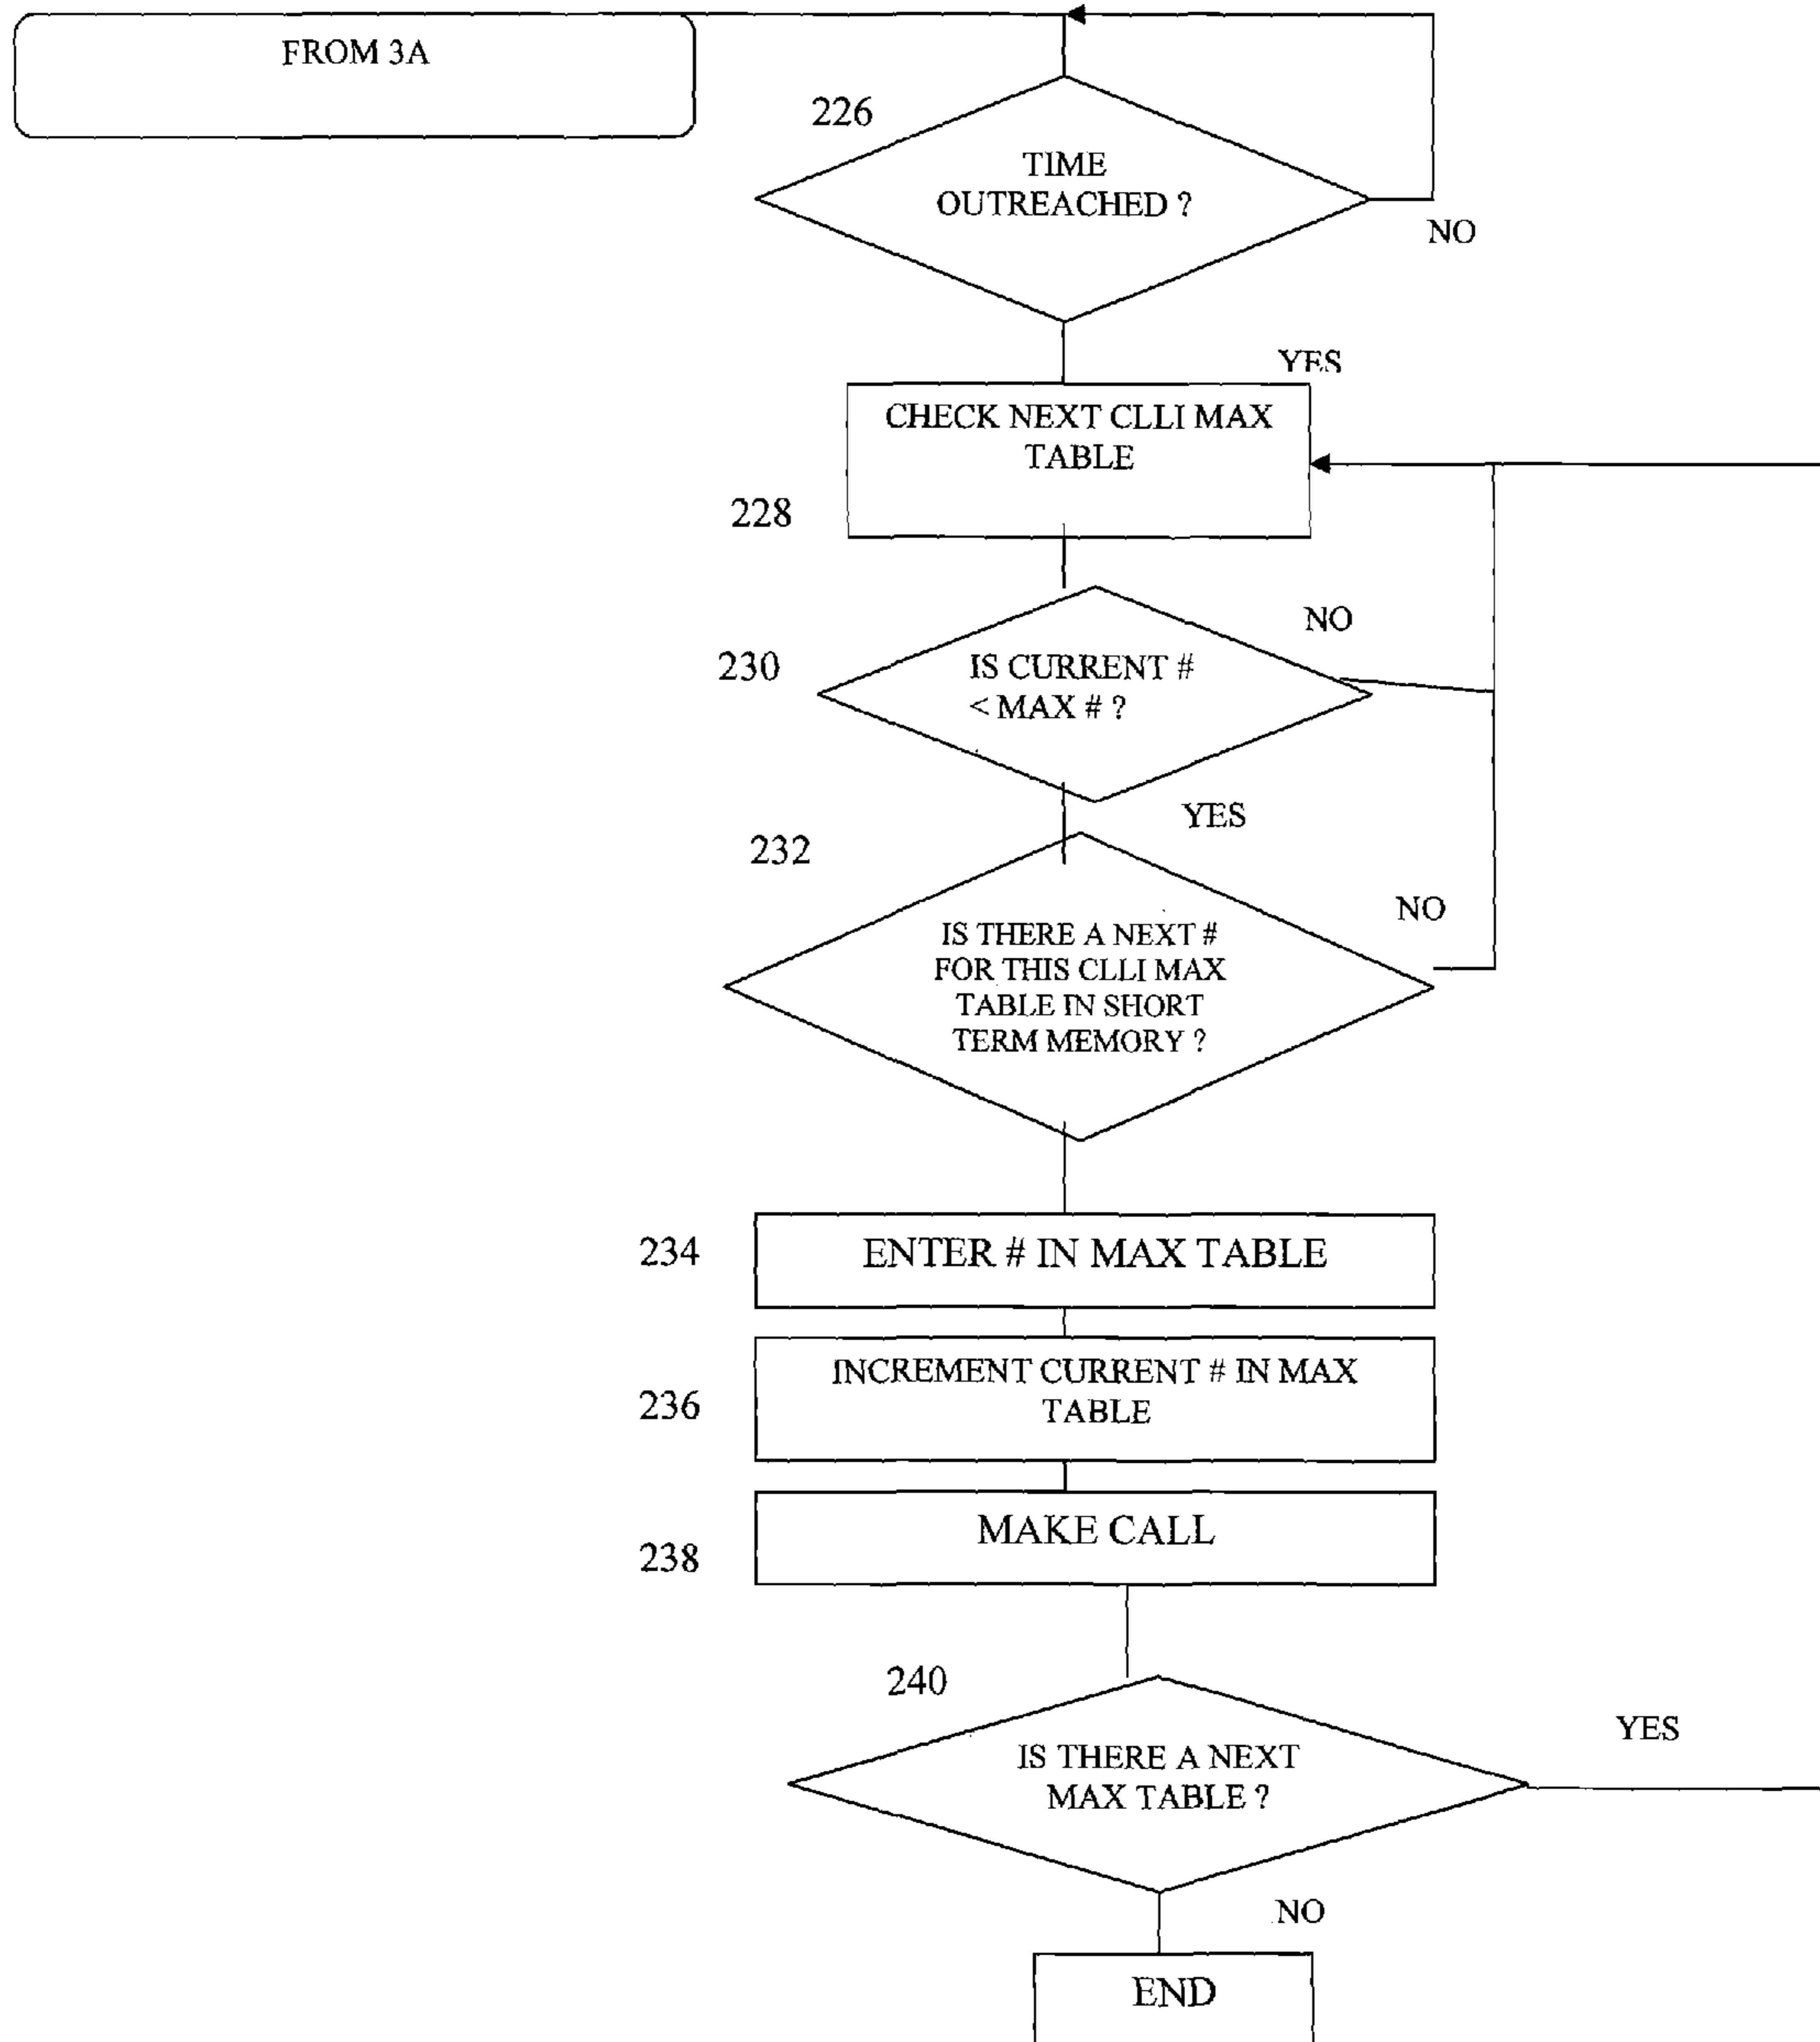 FROM 3A
226
TIME
OUTREACHED ?
NO
YES
CHECK NEXT CLLI MAX
TABLE
228
NO
230
IS CURRENT #
< MAX # ?
YES
232
NO
IS THERE A NEXT #
FOR THIS CLLI MAX
TABLE IN SHORT
TERM MEMORY ?
234
ENTER # IN MAX TABLE
INCREMENT CURRENT # IN MAX
TABLE
236
MAKE CALL
238
240
YES
IS THERE A NEXT
MAX TABLE ?
NO
END